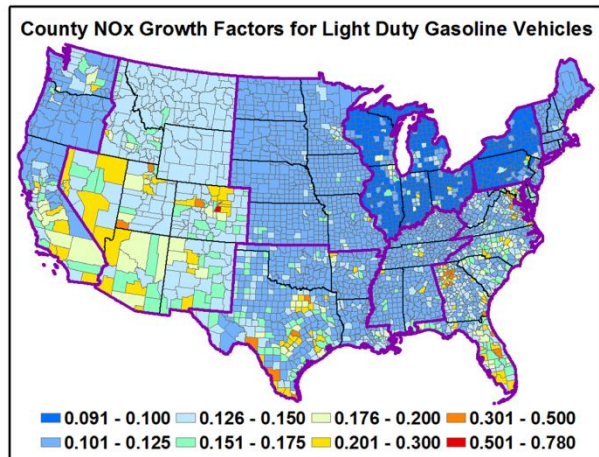 County NOx Growth Factors for Light Duty Gasoline Vehicles
0.091 - 0.100 0.126 - 0.150 0.176 - 0.200 0.301 - 0.500
0.101 - 0.125 0.151 - 0.175 0.201 - 0.300 0.501 - 0.780